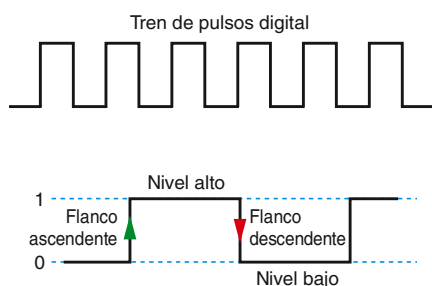 Tren de pulsos digital
Nivel alto
1
Flanco
ascendente
Flanco
descendente
0
Nivel bajo